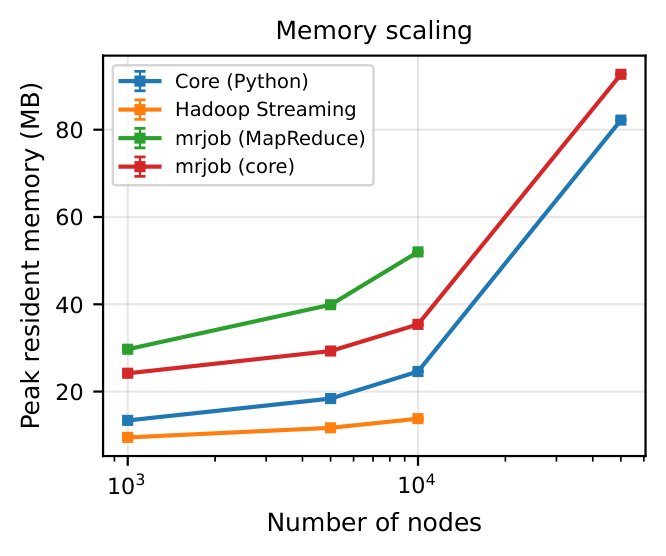 Memory scaling
Core (Python)
Hadoop Streaming
mrjob (MapReduce)
mrjob (core)
Peak resident memory (MB)
80
60
40
20
10³
10⁴
Number of nodes